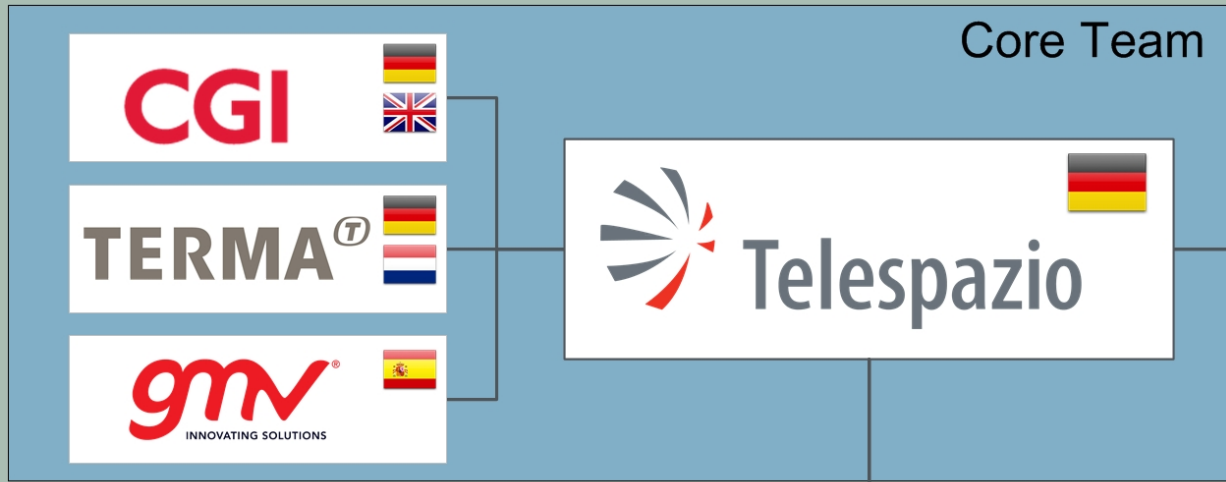 Core Team
CGI
TERMA T
gmv®
INNOVATING SOLUTIONS
Telespazio